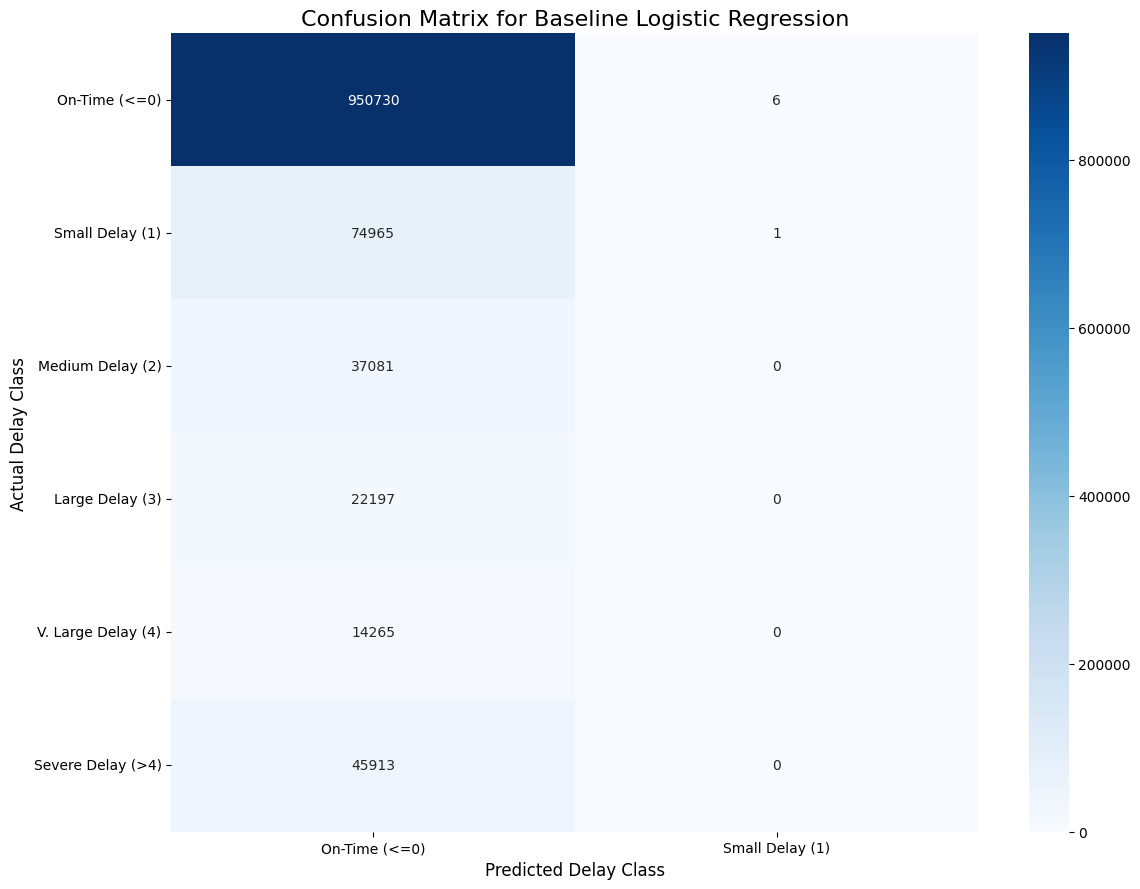 Confusion Matrix for Baseline Logistic Regression
On-Time (<=0)
950730
6
Small Delay (1)
74965
1
Medium Delay (2)
37081
0
Large Delay (3)
22197
0
V. Large Delay (4)
14265
0
Severe Delay (>4)
45913
0
Actual Delay Class
On-Time (<=0)
Small Delay (1)
Predicted Delay Class
800000
600000
400000
200000
0